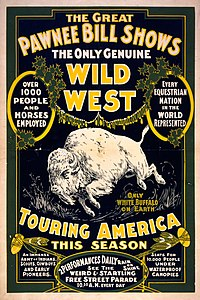 THE GREAT
PAWNEE BILL SHOWS
THE ONLY GENUINE
WILD
WEST
OVER
1000
PEOPLE
AND
HORSES
EMPLOYED
EVERY
EQUESTRIAN
NATION
IN THE
WORLD
REPRESENTED
ONLY
WHITE BUFFALO
ON EARTH
TOURING AMERICA
THIS SEASON
AN IMMENSE
ARMY OF INDIANS
SCOUTS, COWBOYS
AND EARLY
PIONEERS.
2 PERFORMANCES DAILY RAIN OR SHINE
SEE THE
WEIRD & STARTLING
FREE STREET PARADE
10 A.M. EVERY DAY
SEATS FOR
10,000 PEOPLE
UNDER
WATERPROOF
CANOPIES